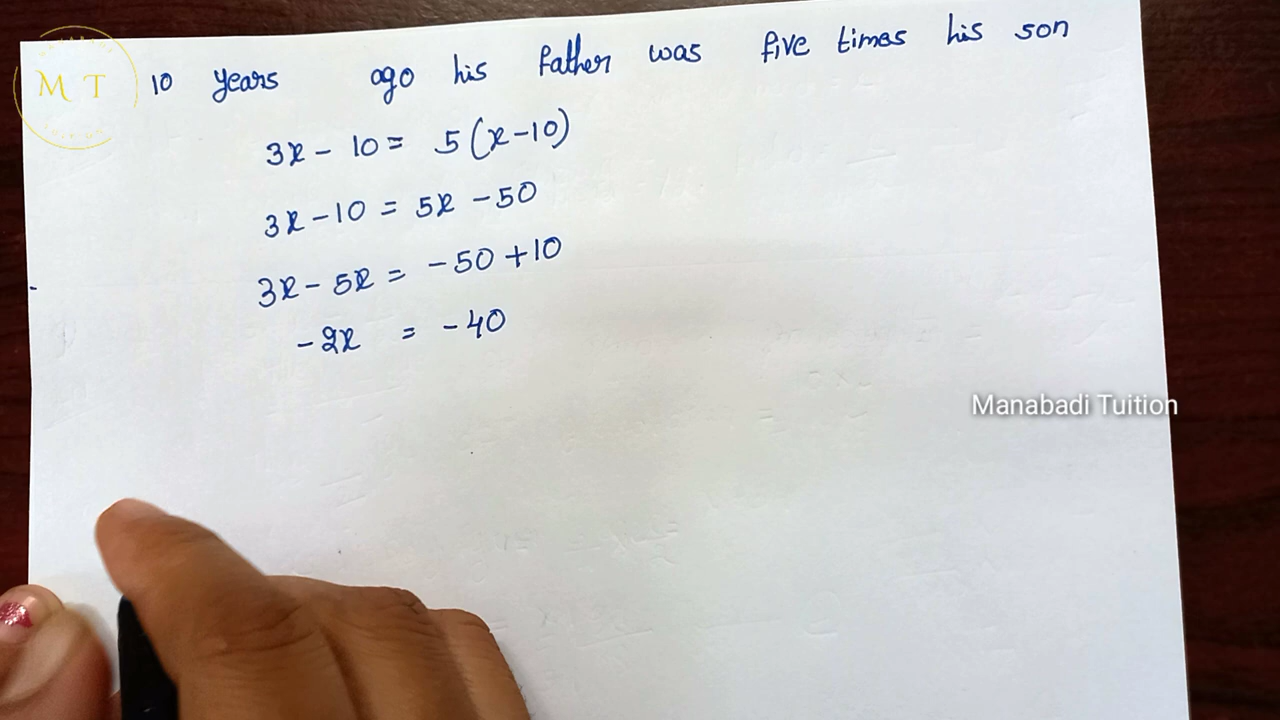 M T
10 years ago his father was five times his son
3x - 10 = 5(x-10)
3x - 10 = 5x - 50
3x - 5x = -50 + 10
-2x = -40
Manabadi Tuition